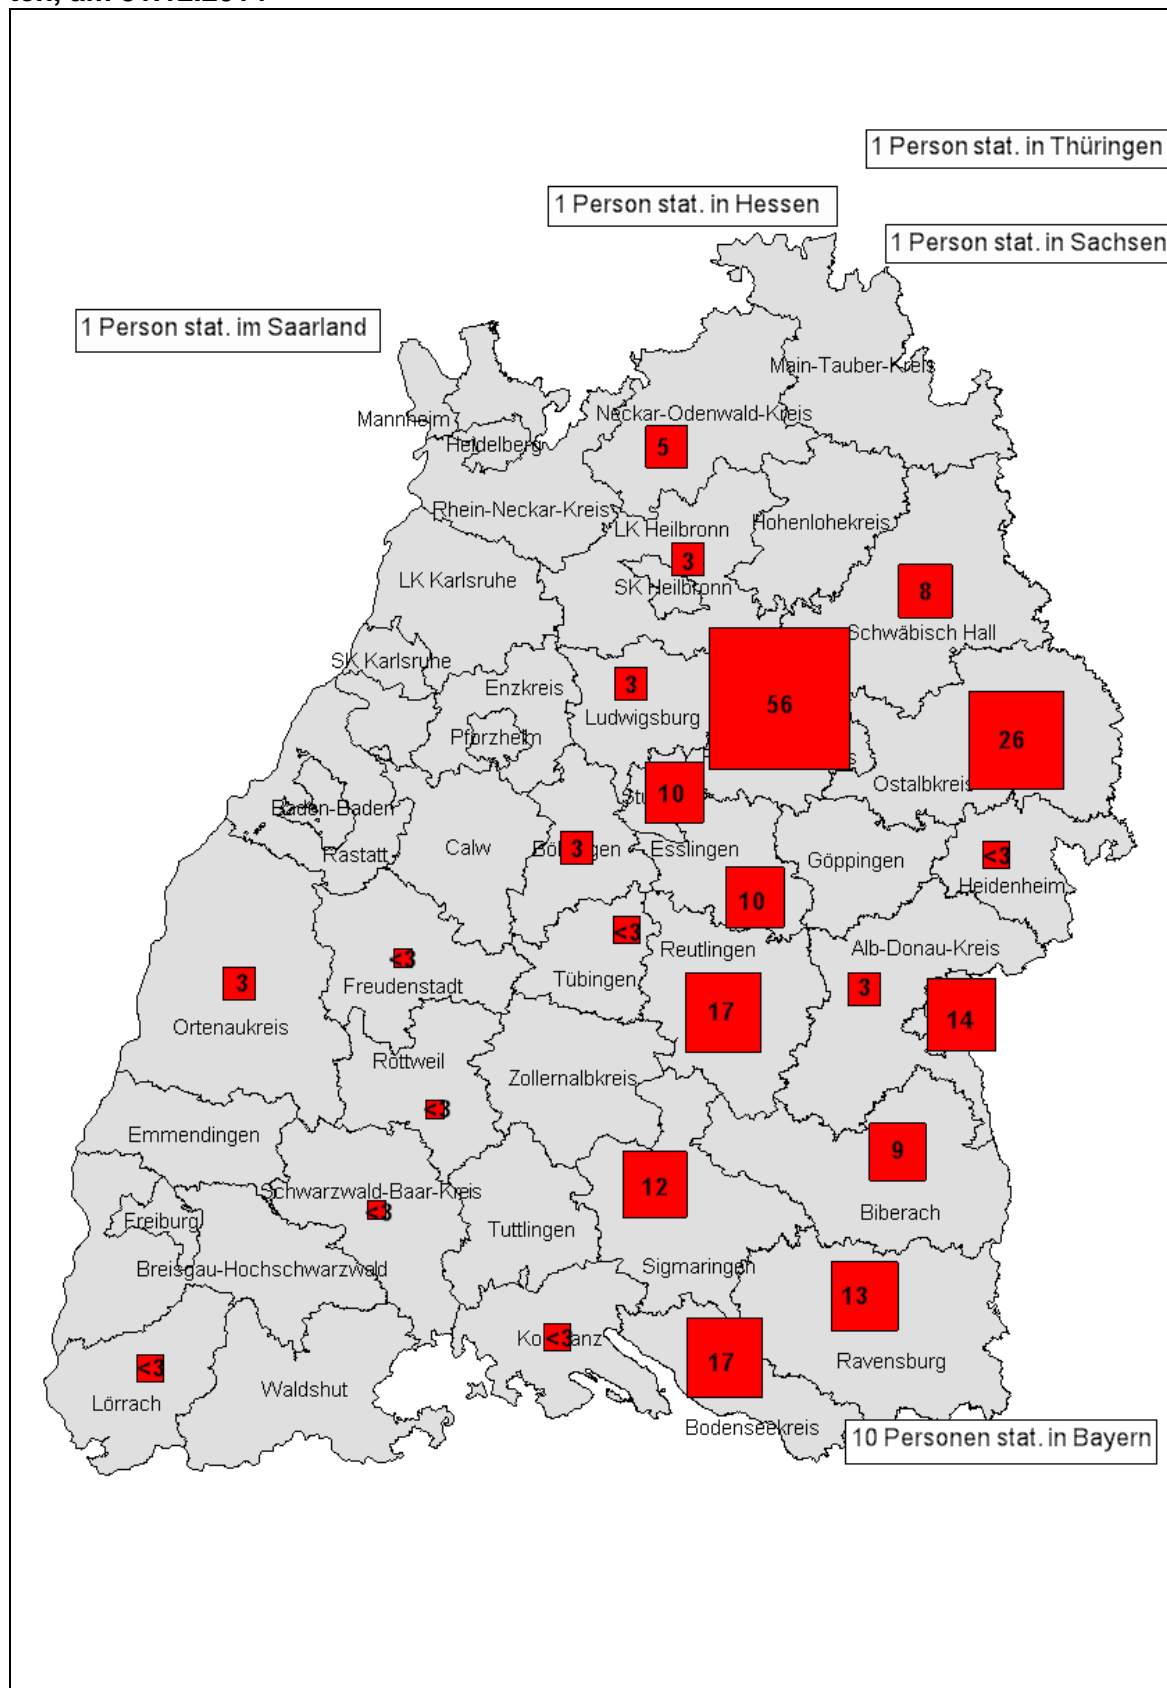 1 Person stat. in Thüringen
1 Person stat. in Hessen
1 Person stat. in Sachsen
1 Person stat. im Saarland
Main-Tauber-Kreis
Mannheim
Neckar-Odenwald-Kreis
Heidelberg
5
Rhein-Neckar-Kreis
Hohenlohekreis
LK Heilbronn
3
LK Karlsruhe
SK Heilbronn
8
Schwäbisch Hall
SK Karlsruhe
Enzkreis
3
Ludwigsburg
56
Pforzheim
26
Ostalbkreis
10
Baden-Baden
Rastatt
Calw
3
Esslingen
Göppingen
<3
Heidenheim
10
<3
Reutlingen
Alb-Donau-Kreis
<3
Freudenstadt
Tübingen
3
3
Ortenaukreis
17
14
Rottweil
Zollernalbkreis
<3
Emmendingen
9
Schwarzwald-Baar-Kreis
12
<3
Freiburg
Tuttlingen
Biberach
Breisgau-Hochschwarzwald
Sigmaringen
13
<3
<3
17
Ravensburg
Lörrach
Waldshut
Bodenseekreis
10 Personen stat. in Bayern